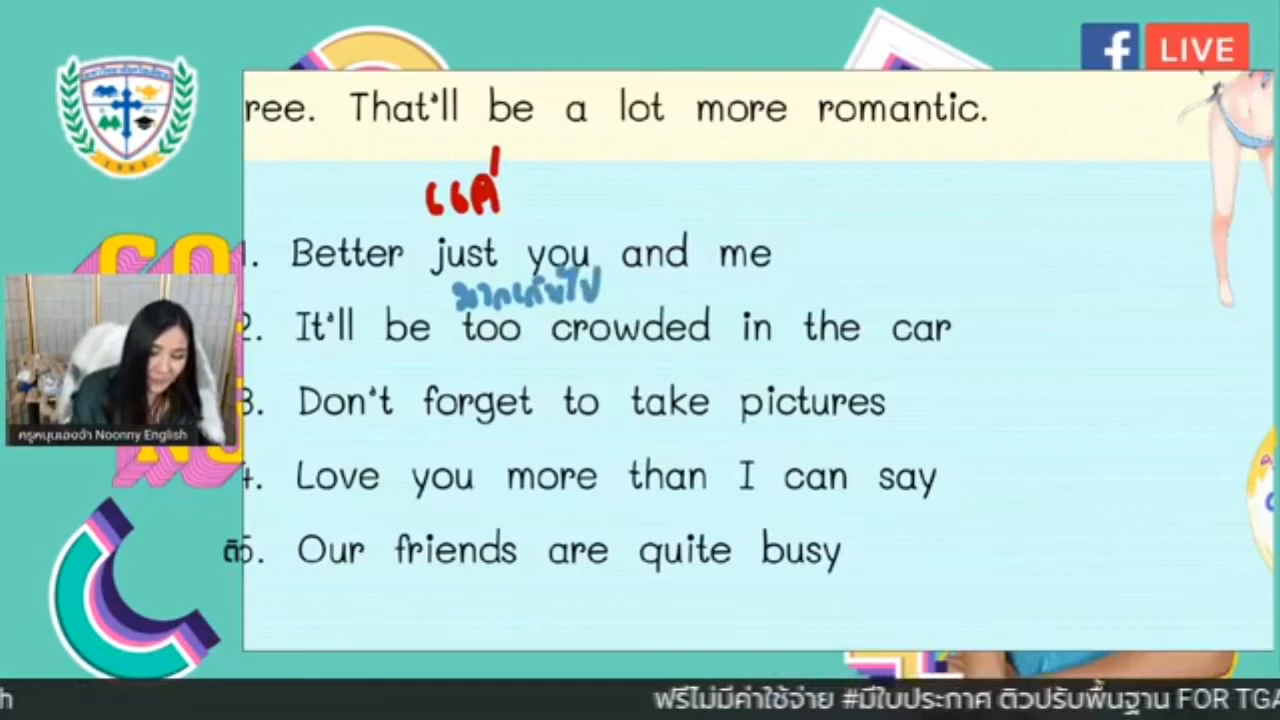 LIVE
ree. That'll be a lot more romantic.
แค่
1. Better just you and me
มากเกินไป
2. It'll be too crowded in the car
3. Don't forget to take pictures
4. Love you more than I can say
5. Our friends are quite busy
ครูหนุนเองจ้า Noonny English
h
ฟรีไม่มีค่าใช้จ่าย #มีใบประกาศ ติวปรับพื้นฐาน FOR TGA